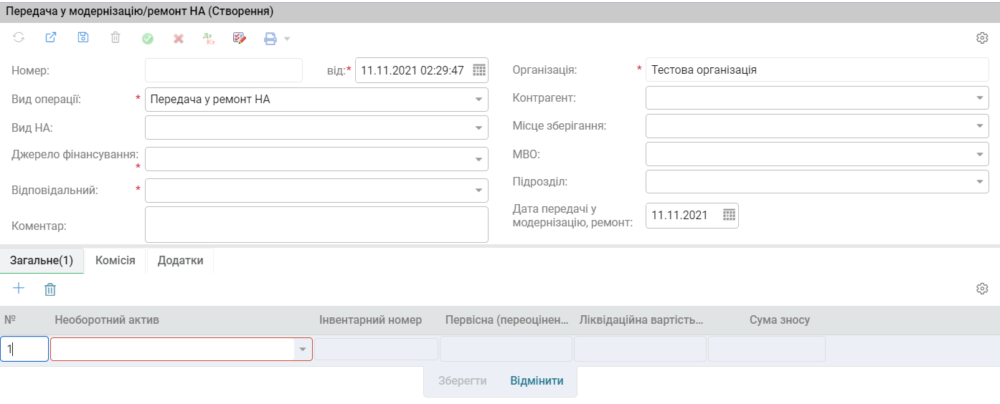 Передача у модернізацію/ремонт НА (Створення)
Дт Кт
Номер:
від:* 11.11.2021 02:29:47
Вид операції: * Передача у ремонт НА
Вид НА:
Джерело фінансування: *
Відповідальний: *
Коментар:
Організація: * Тестова організація
Контрагент:
Місце зберігання:
МВО:
Підрозділ:
Дата передачі у
модернізацію, ремонт: 11.11.2021
Загальне(1) Комісія Додатки
№ Необоротний актив Інвентарний номер Первісна (переоцінен... Ліквідаційна вартість... Сума зносу
1
Зберегти Відмінити